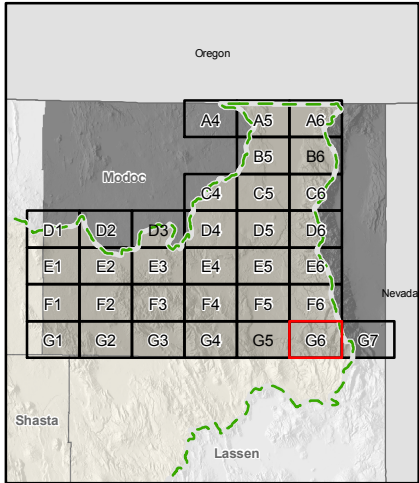 Oregon
A4 A5 A6
B5 B6
Modoc
C4 C5 C6
D1 D2 D3 D4 D5 D6
E1 E2 E3 E4 E5 E6
Nevada
F1 F2 F3 F4 F5 F6
G1 G2 G3 G4 G5 G6 G7
Shasta
Lassen